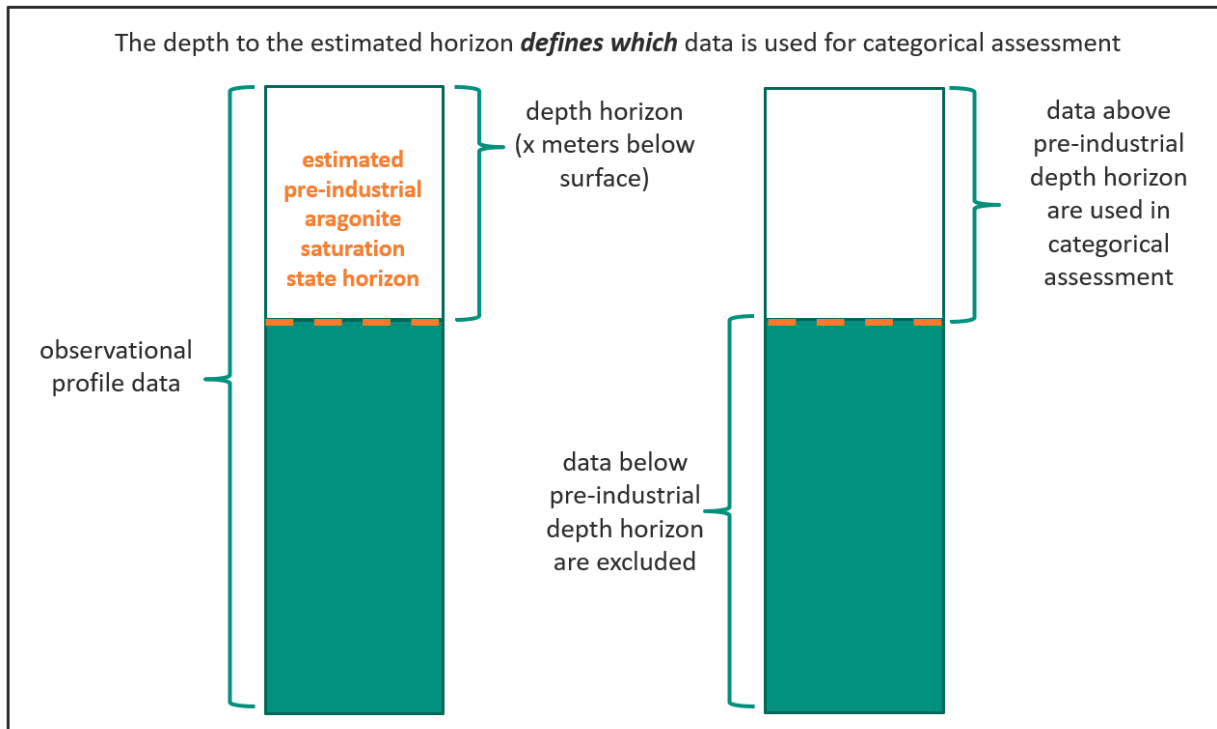 The depth to the estimated horizon defines which data is used for categorical assessment
estimated
pre-industrial
aragonite
saturation
state horizon
depth horizon
(x meters below
surface)
observational
profile data
data above
pre-industrial
depth horizon
are used in
categorical
assessment
data below
pre-industrial
depth horizon
are excluded